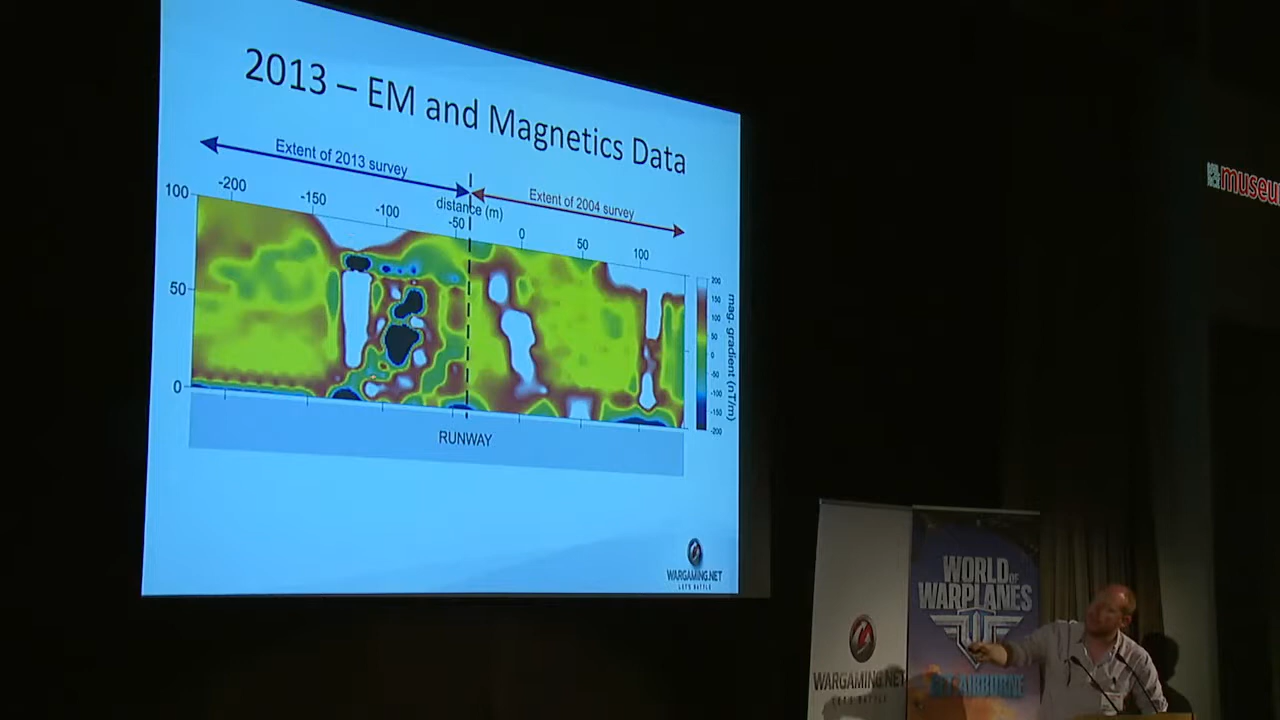 2013 – EM and Magnetics Data
Extent of 2013 survey
Extent of 2004 survey
distance (m)
-200
-150
-100
-50
0
50
100
100
50
0
200
150
100
50
0
-50
-100
-150
-200
mag. gradient (nT/m)
RUNWAY
WARGAMING.NET
LET'S BATTLE
museu
WORLD OF
WARPLANES
WARGAMING.NET
LET'S BATTLE
GET AIRBORNE